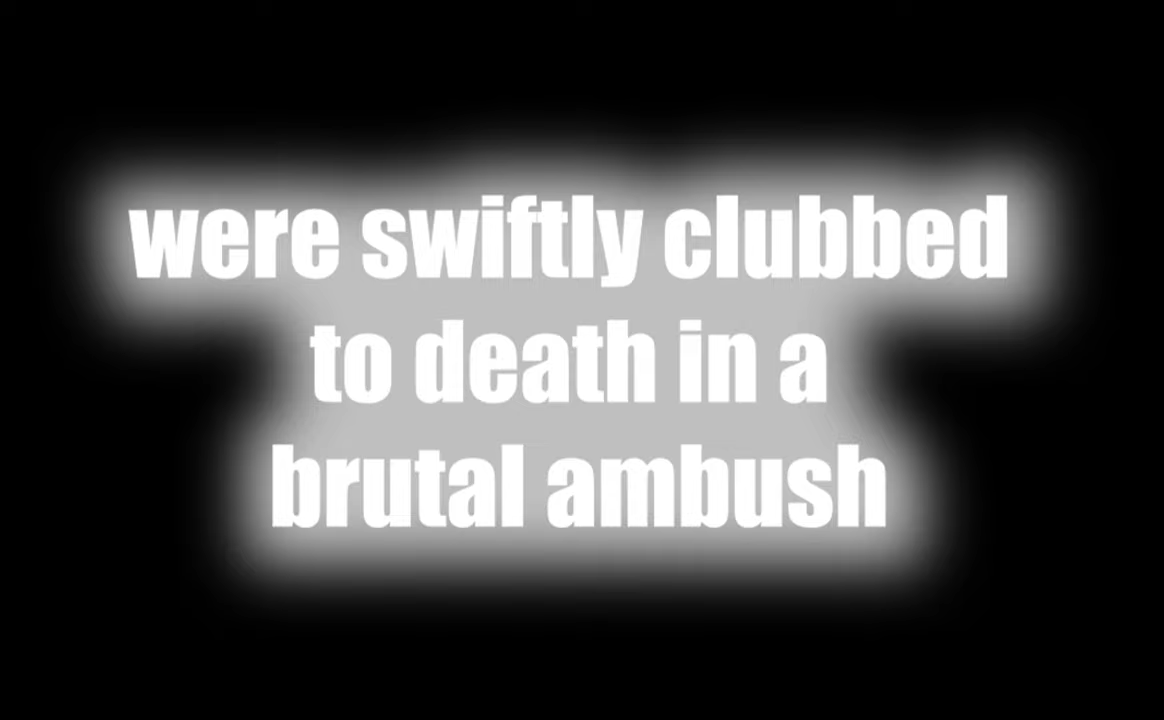 were swiftly clubbed
to death in a
brutal ambush